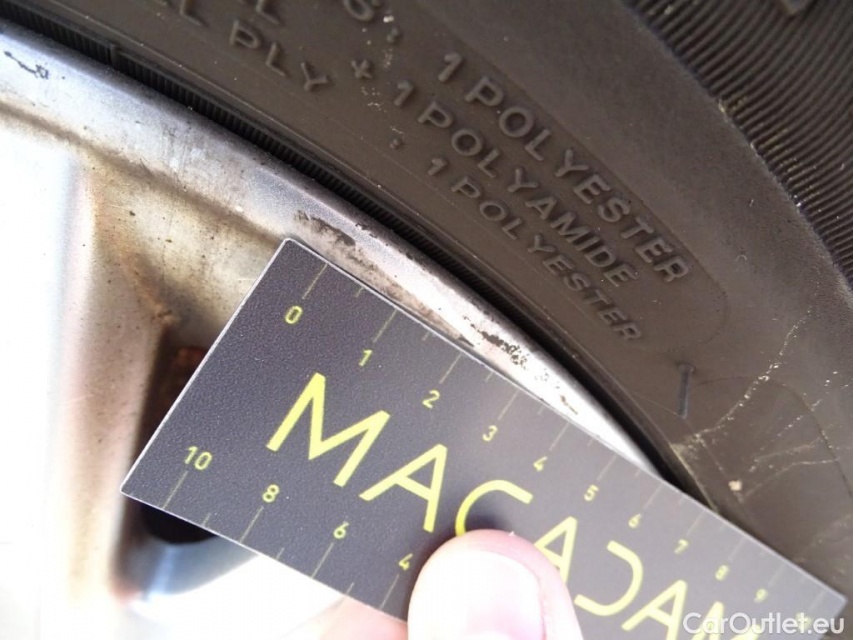 PLY * 1 POLYESTER
1 POLYAMIDE
1 POLYESTER
0 1 2 3 4 5 6 7 8 9
MACADAM
10 8 6 4
CarOutlet.eu